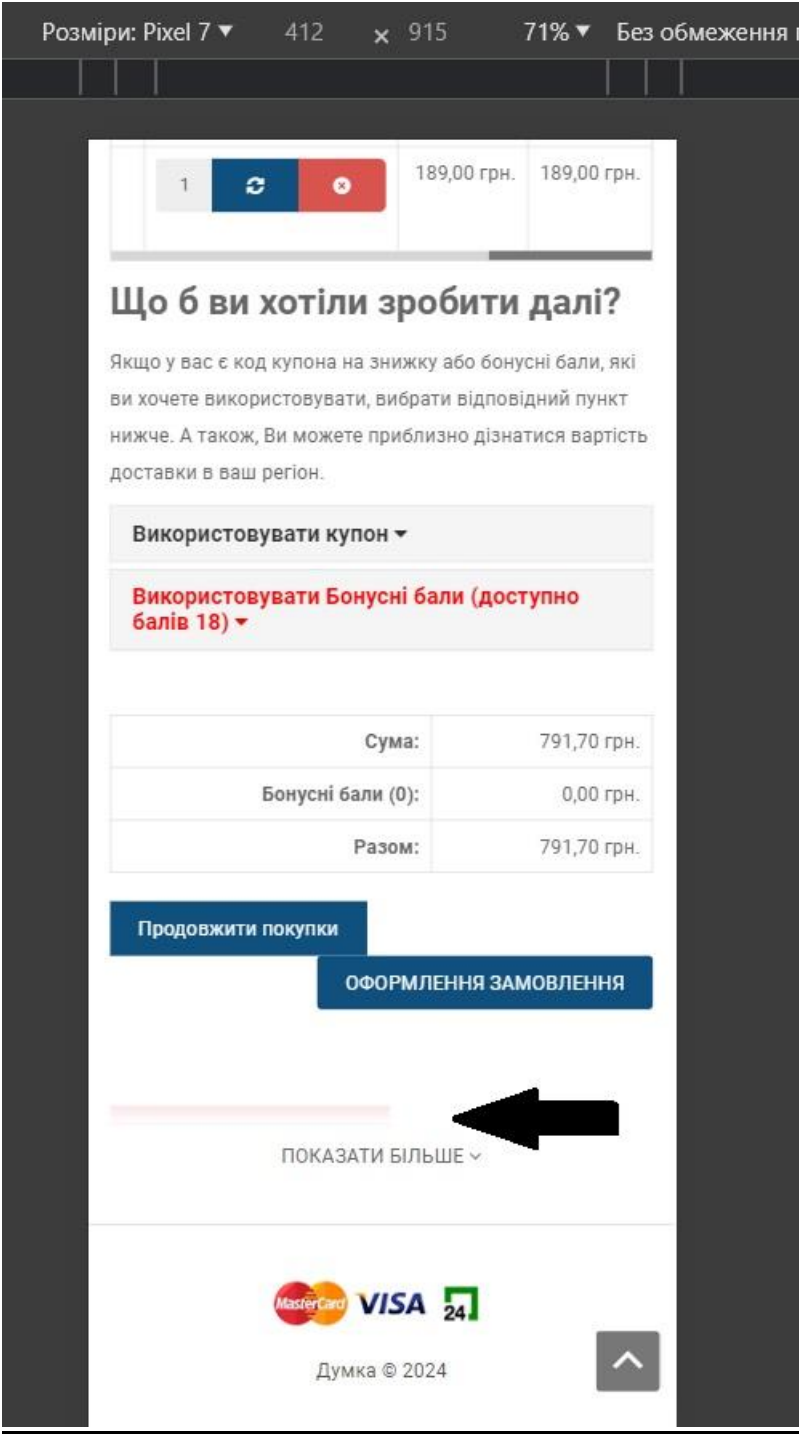 Розміри: Pixel 7 ▼ 412 × 915 71% ▼ Без обмеження
1 189,00 грн. 189,00 грн.
Що б ви хотіли зробити далі?
Якщо у вас є код купона на знижку або бонусні бали, які
ви хочете використовувати, вибрати відповідний пункт
нижче. А також, Ви можете приблизно дізнатися вартість
доставки в ваш регіон.
Використовувати купон
Використовувати Бонусні бали (доступно
балів 18)
Сума: 791,70 грн.
Бонусні бали (0): 0,00 грн.
Разом: 791,70 грн.
Продовжити покупки
ОФОРМЛЕННЯ ЗАМОВЛЕННЯ
ПОКАЗАТИ БІЛЬШЕ
MasterCard VISA 24
Думка © 2024